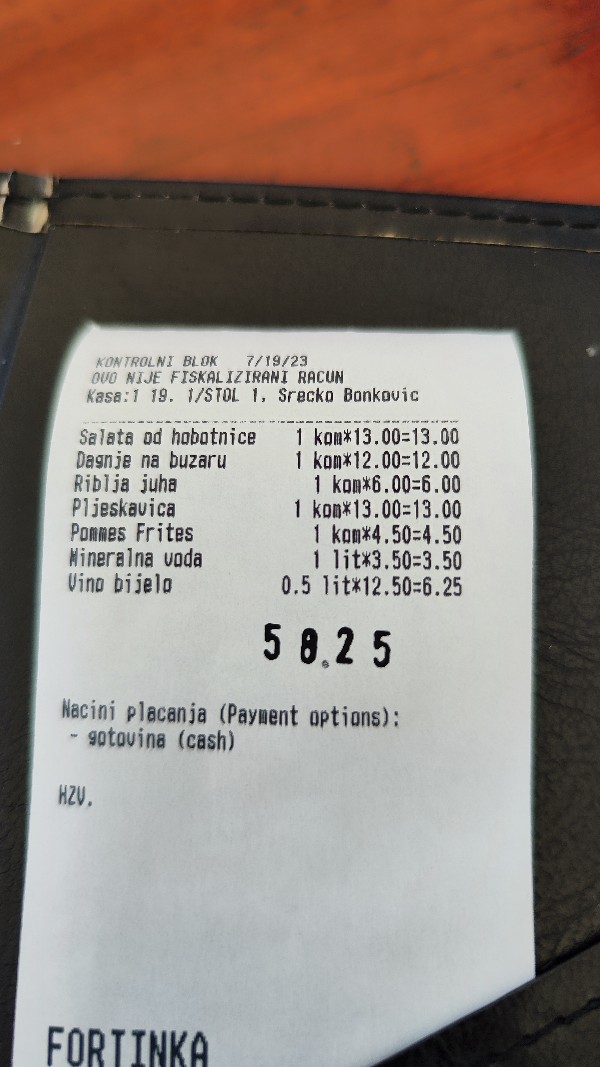 KONTROLNI BLOK 7/19/23
OVO NIJE FISKALIZIRANI RACUN
Kasa:1 19. 1/STOL 1, Srecko Bonkovic
Salata od hobotnice 1 kom*13.00=13.00
Dagnje na buzaru 1 kom*12.00=12.00
Riblja juha 1 kom*6.00=6.00
Pljeskavica 1 kom*13.00=13.00
Pommes Frites 1 kom*4.50=4.50
Mineralna voda 1 lit*3.50=3.50
Vino bijelo 0.5 lit*12.50=6.25
58.25
Nacini placanja (Payment options):
- gotovina (cash)
HZV.
FORTINKA